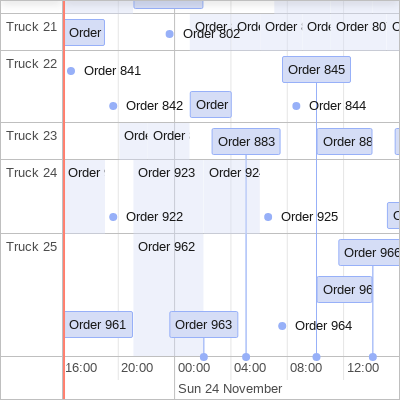 Truck 21
Order
Order 802
Order
Orde
Order
Orde
Order 80
Truck 22
Order 841
Order 845
Order 842
Order
Order 844
Truck 23
Orde
Order
Order 883
Order 88
Truck 24
Order
Order 923
Order 92
Order 922
Order 925
Truck 25
Order 962
Order 966
Order 96
Order 961
Order 963
Order 964
16:00
20:00
00:00
04:00
08:00
12:00
Sun 24 November